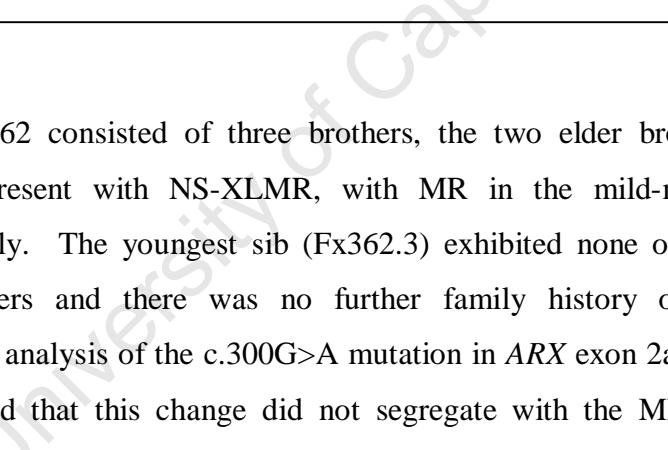 62 consisted of three brothers, the two elder bro
resent with NS-XLMR, with MR in the mild-m
ly. The youngest sib (Fx362.3) exhibited none o
ers and there was no further family history o
analysis of the c.300G>A mutation in ARX exon 2a
d that this change did not segregate with the M
University of Cap